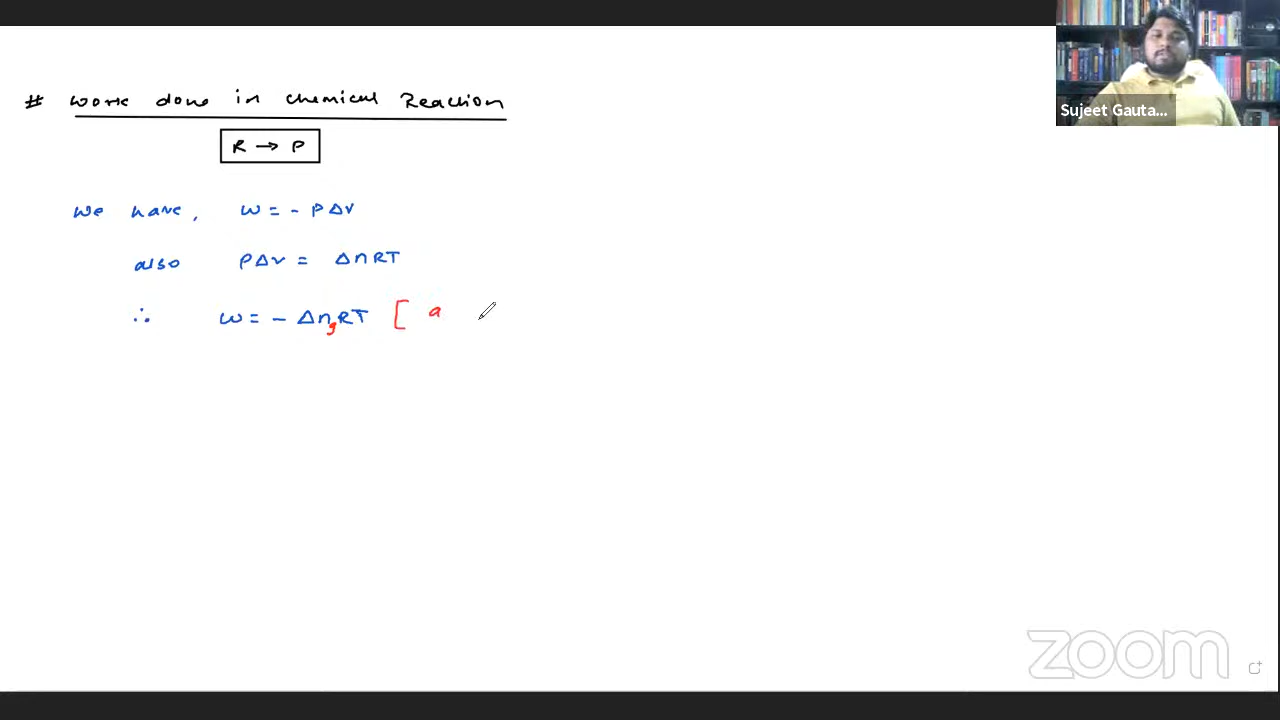 # Work done in Chemical Reaction
R → P
We have, W = - PΔV
also PΔV = ΔnRT
∴ W = - ΔngRT [ a
Sujeet Gauta...
zoom